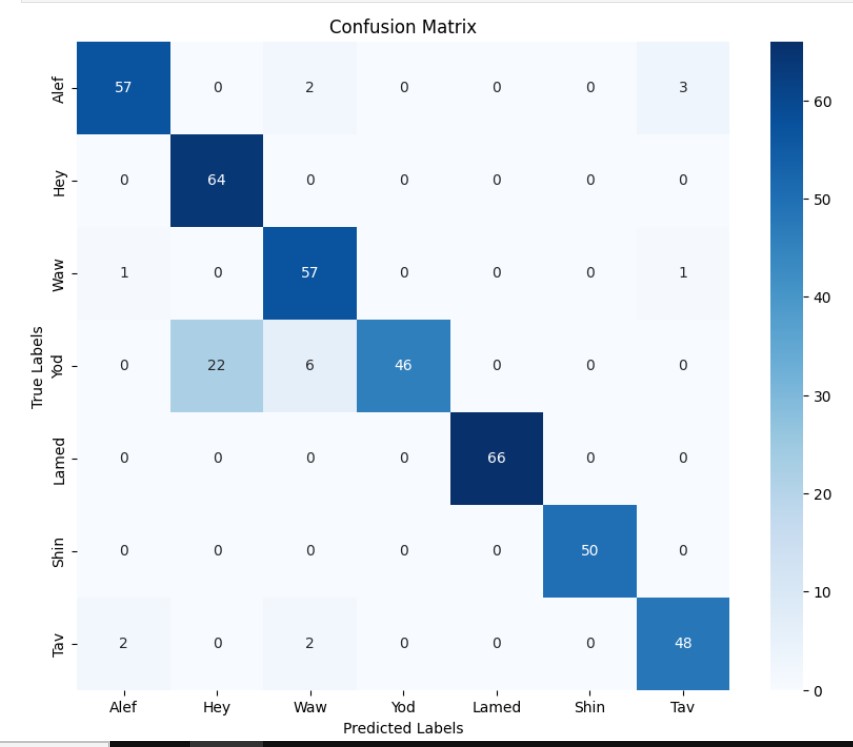 Confusion Matrix
Alef 57 0 2 0 0 0 3
Hey 0 64 0 0 0 0 0
Waw 1 0 57 0 0 0 1
Yod 0 22 6 46 0 0 0
Lamed 0 0 0 0 66 0 0
Shin 0 0 0 0 0 50 0
Tav 2 0 2 0 0 0 48
True Labels
Alef Hey Waw Yod Lamed Shin Tav
Predicted Labels
60
50
40
30
20
10
0